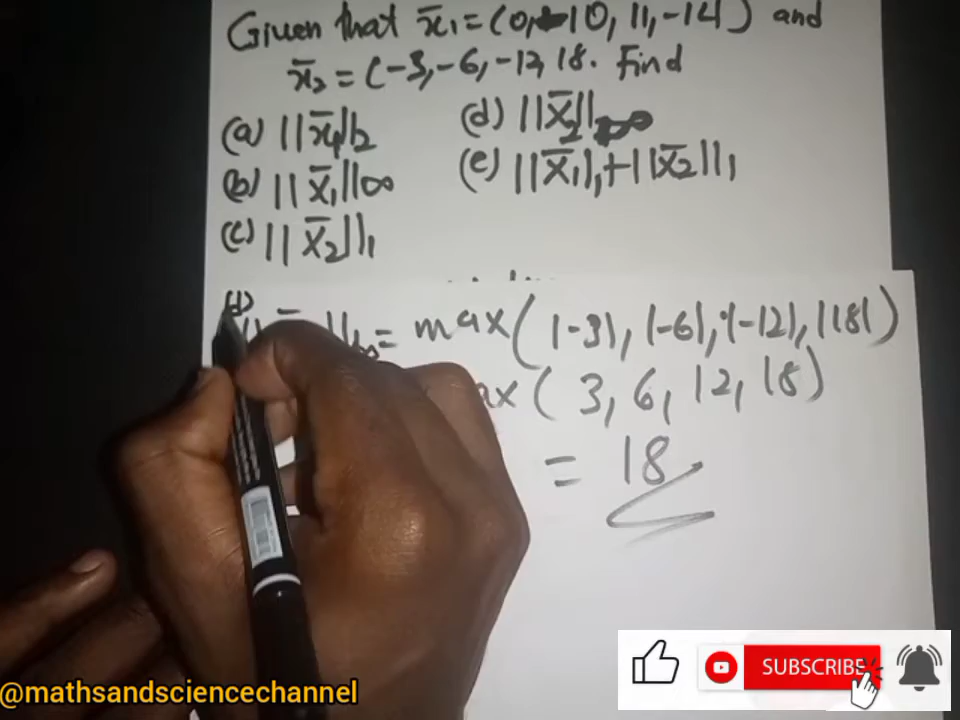 Given that x̄₁ = (0, -10, 11, -14) and
x̄₂ = (-3, -6, -12, 18. Find
(a) ||x̄₁||₂ (d) ||x̄₂||∞
(b) ||x̄₁||∞ (e) ||x̄₁||₁ + ||x̄₂||₁
(c) ||x̄₂||₁
(d)
||∞ = max(|-3|, |-6|, |-12|, |18|)
ax(3, 6, 12, 18)
= 18
SUBSCRIBE
@mathsandsciencechannel